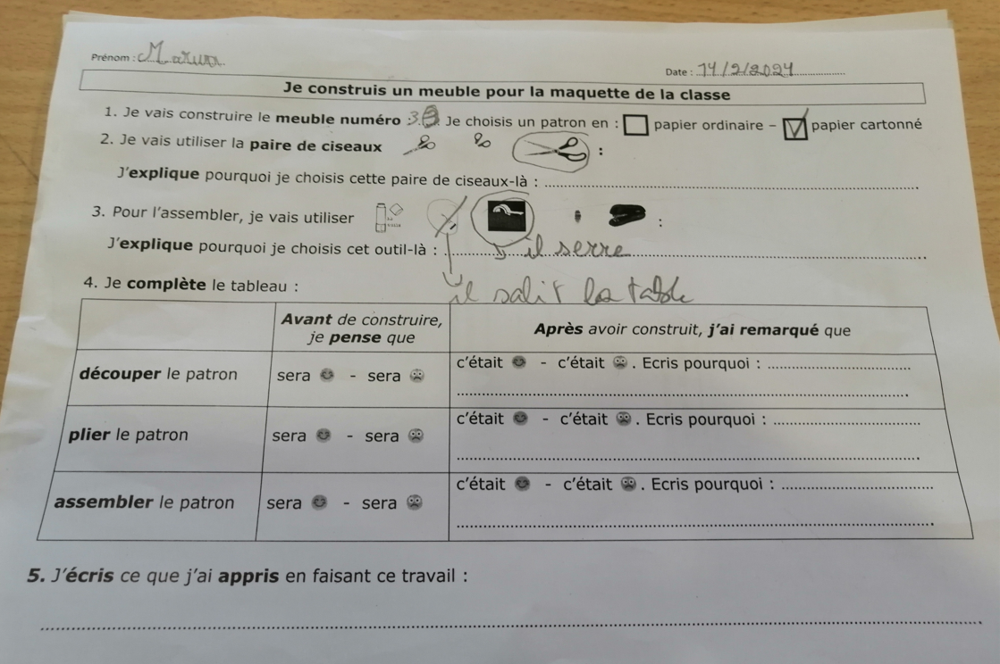 Prénom : Marwa
Date : 14/2/2024
Je construis un meuble pour la maquette de la classe
1. Je vais construire le meuble numéro : 3. Je choisis un patron en : papier ordinaire – papier cartonné
2. Je vais utiliser la paire de ciseaux :
J'explique pourquoi je choisis cette paire de ciseaux-là :
3. Pour l'assembler, je vais utiliser :
J'explique pourquoi je choisis cet outil-là : il serre
il salit la table
4. Je complète le tableau :
Avant de construire, je pense que
Après avoir construit, j'ai remarqué que
découper le patron
sera - sera
c'était - c'était . Ecris pourquoi :
plier le patron
sera - sera
c'était - c'était . Ecris pourquoi :
assembler le patron
sera - sera
c'était - c'était . Ecris pourquoi :
5. J'écris ce que j'ai appris en faisant ce travail :